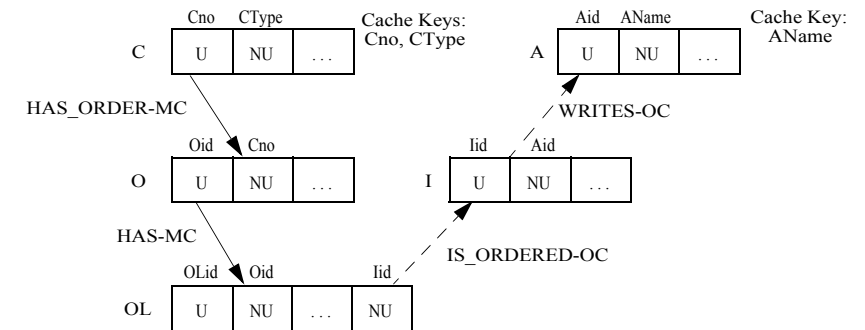 Cno CType Cache Keys: Aid AName Cache Key:
C U NU . . . Cno, CType A U NU . . . AName
HAS_ORDER-MC WRITES-OC
Oid Cno Iid Aid
O U NU . . . I U NU . . .
HAS-MC IS_ORDERED-OC
OLid Oid Iid
OL U NU . . . NU